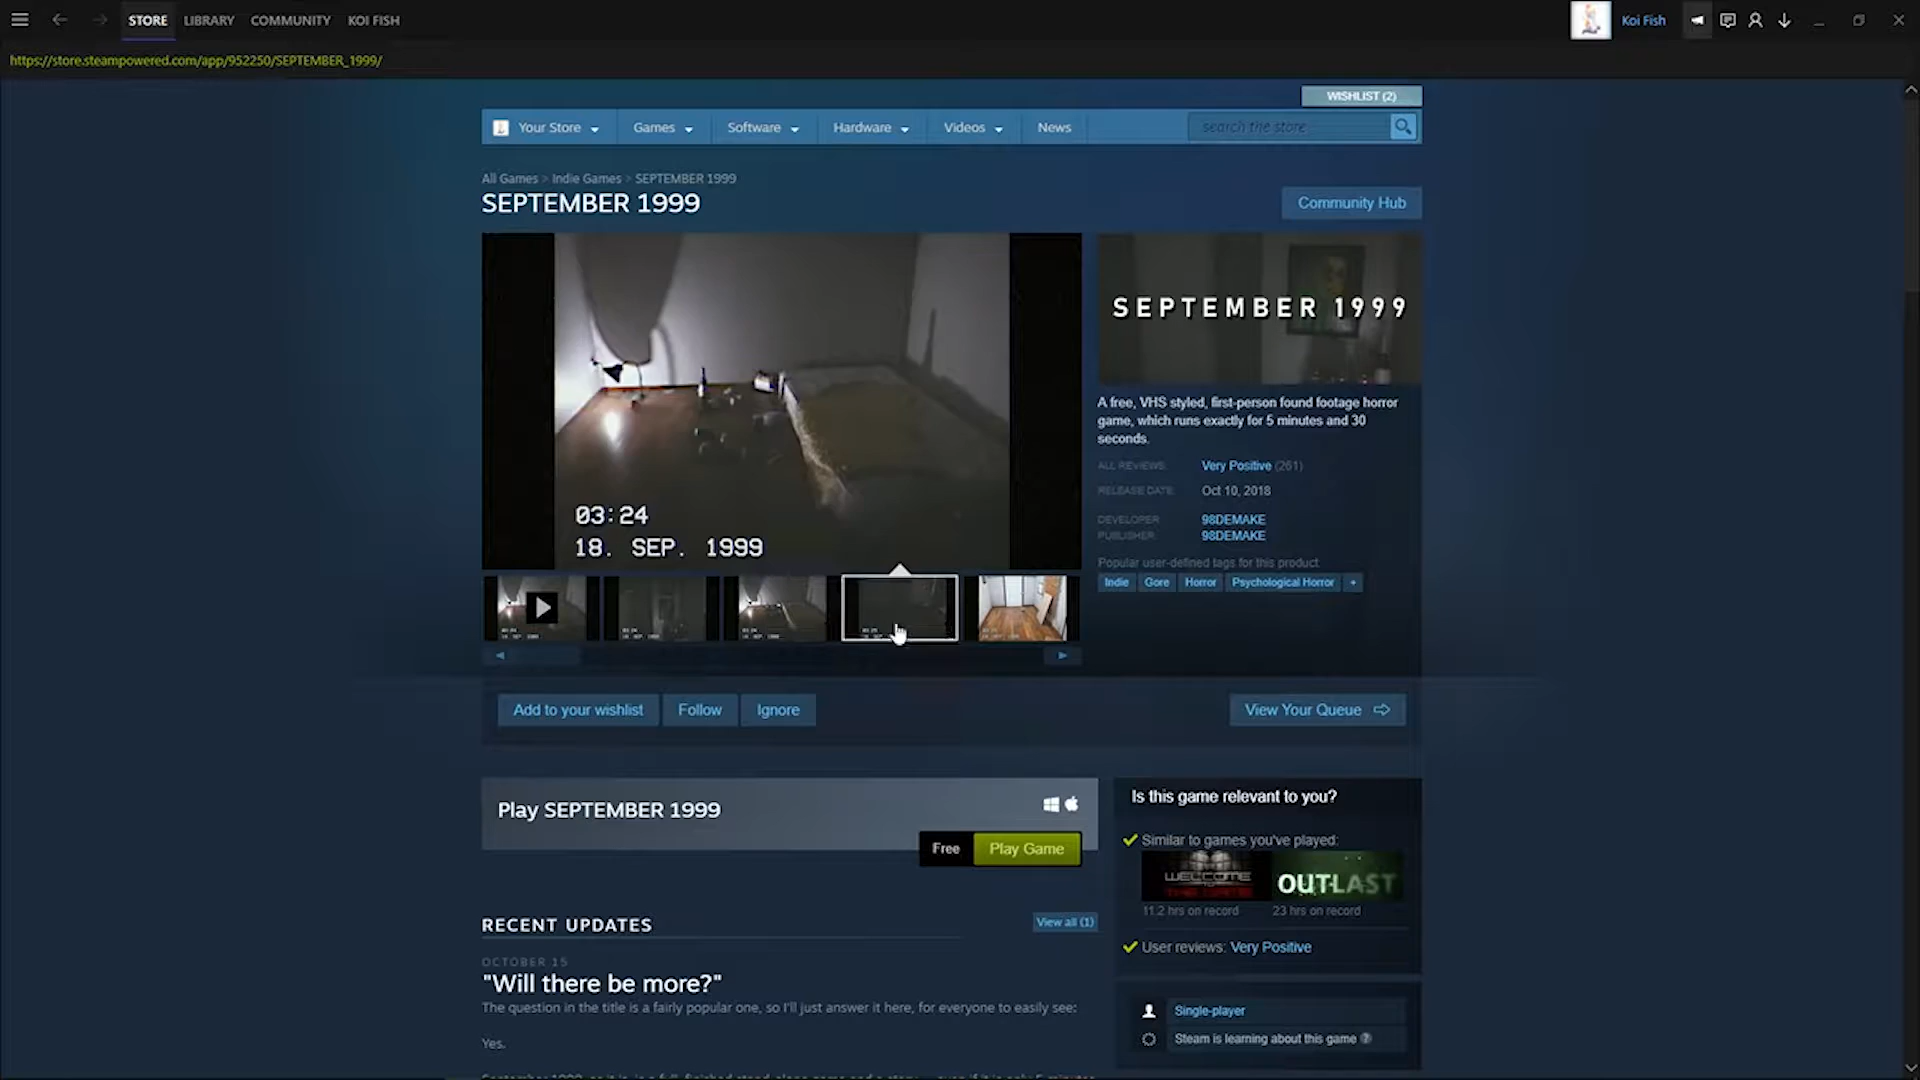 STORE LIBRARY COMMUNITY KOI FISH
Koi Fish
https://store.steampowered.com/app/952250/SEPTEMBER_1999/
WISHLIST (2)
Your Store Games Software Hardware Videos News
search the store
All Games > Indie Games > SEPTEMBER 1999
SEPTEMBER 1999
Community Hub
03:24
18. SEP. 1999
SEPTEMBER 1999
A free, VHS styled, first-person found footage horror
game, which runs exactly for 5 minutes and 30
seconds.
ALL REVIEWS: Very Positive (261)
RELEASE DATE: Oct 10, 2018
DEVELOPER: 98DEMAKE
PUBLISHER: 98DEMAKE
Popular user-defined tags for this product:
Indie Gore Horror Psychological Horror +
Add to your wishlist Follow Ignore
View Your Queue
Play SEPTEMBER 1999
Free Play Game
Is this game relevant to you?
Similar to games you've played:
WELCOME
OUTLAST
11.2 hrs on record 23 hrs on record
User reviews: Very Positive
Single-player
Steam is learning about this game ?
RECENT UPDATES
View all (1)
OCTOBER 15
"Will there be more?"
The question in the title is a fairly popular one, so I'll just answer it here, for everyone to easily see:
Yes.